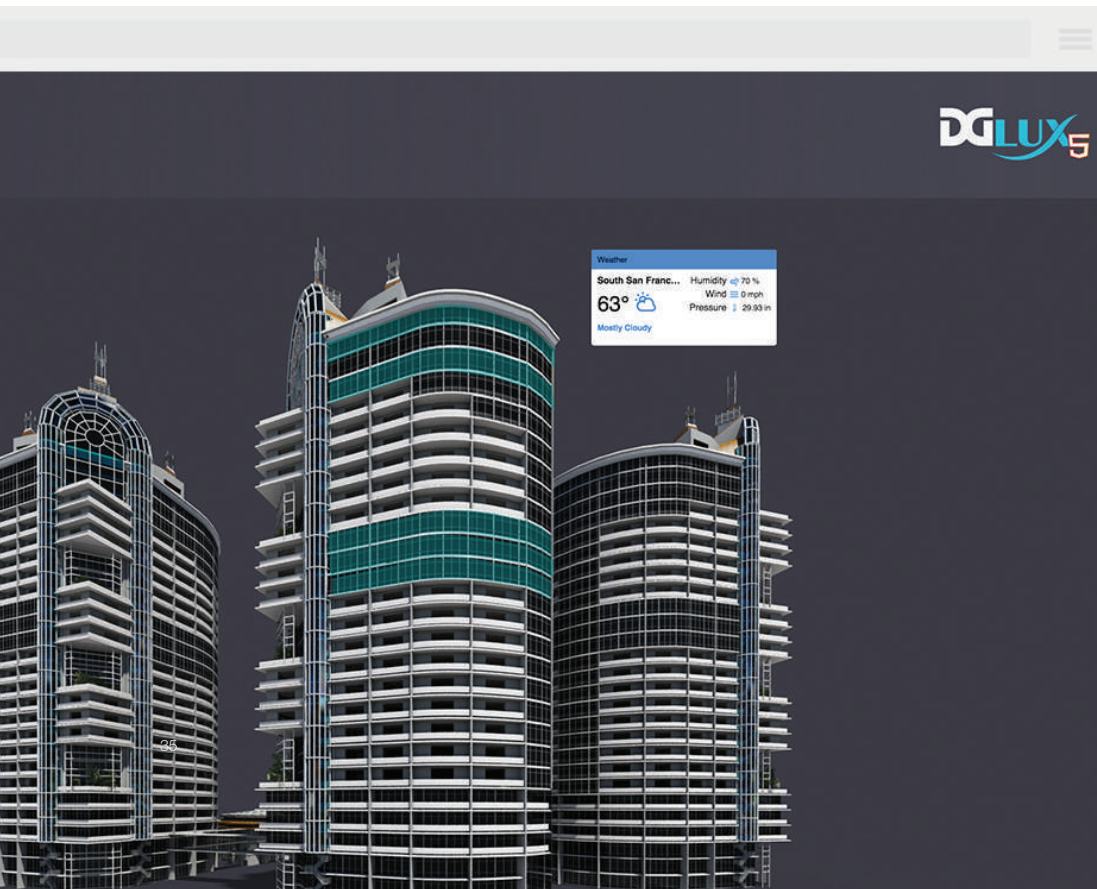 DGLUX5
Weather
South San Franc...
63°
Mostly Cloudy
Humidity 70 %
Wind 0 mph
Pressure 29.93 in
35